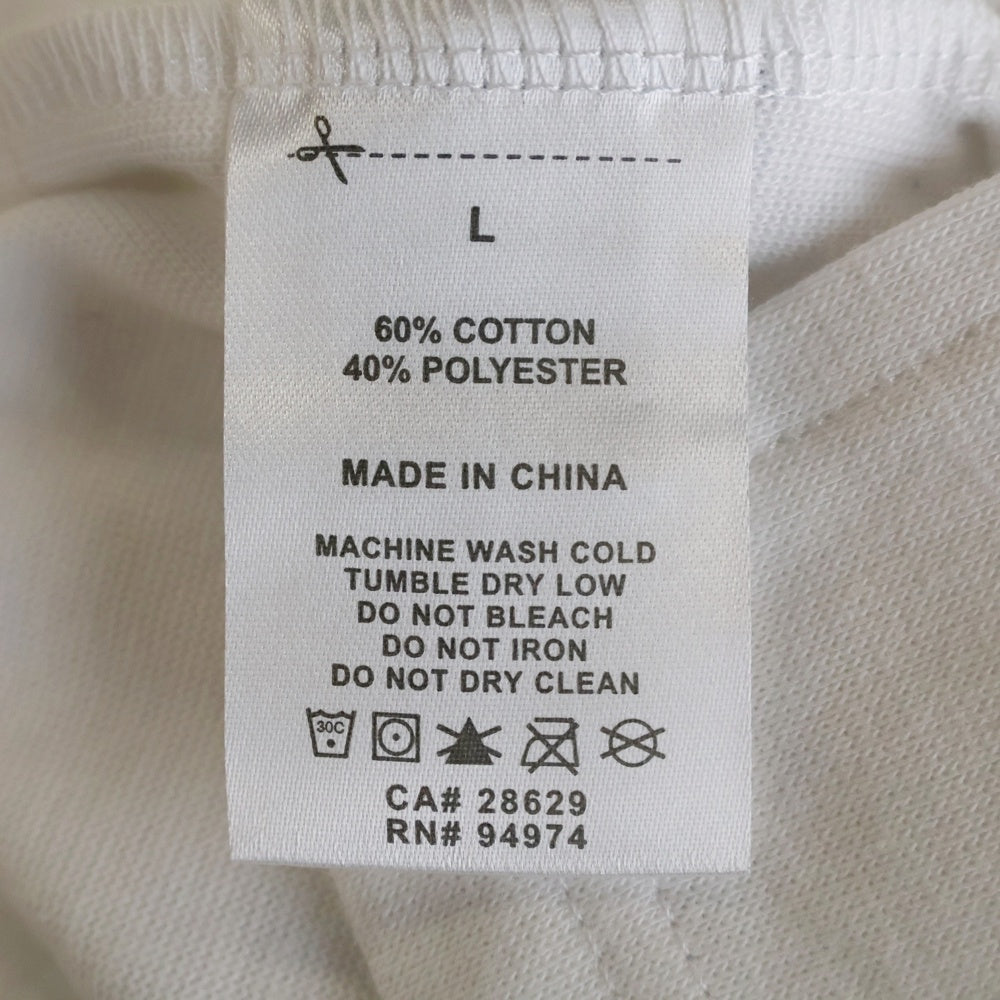 L
60% COTTON
40% POLYESTER
MADE IN CHINA
MACHINE WASH COLD
TUMBLE DRY LOW
DO NOT BLEACH
DO NOT IRON
DO NOT DRY CLEAN
30C
CA# 28629
RN# 94974